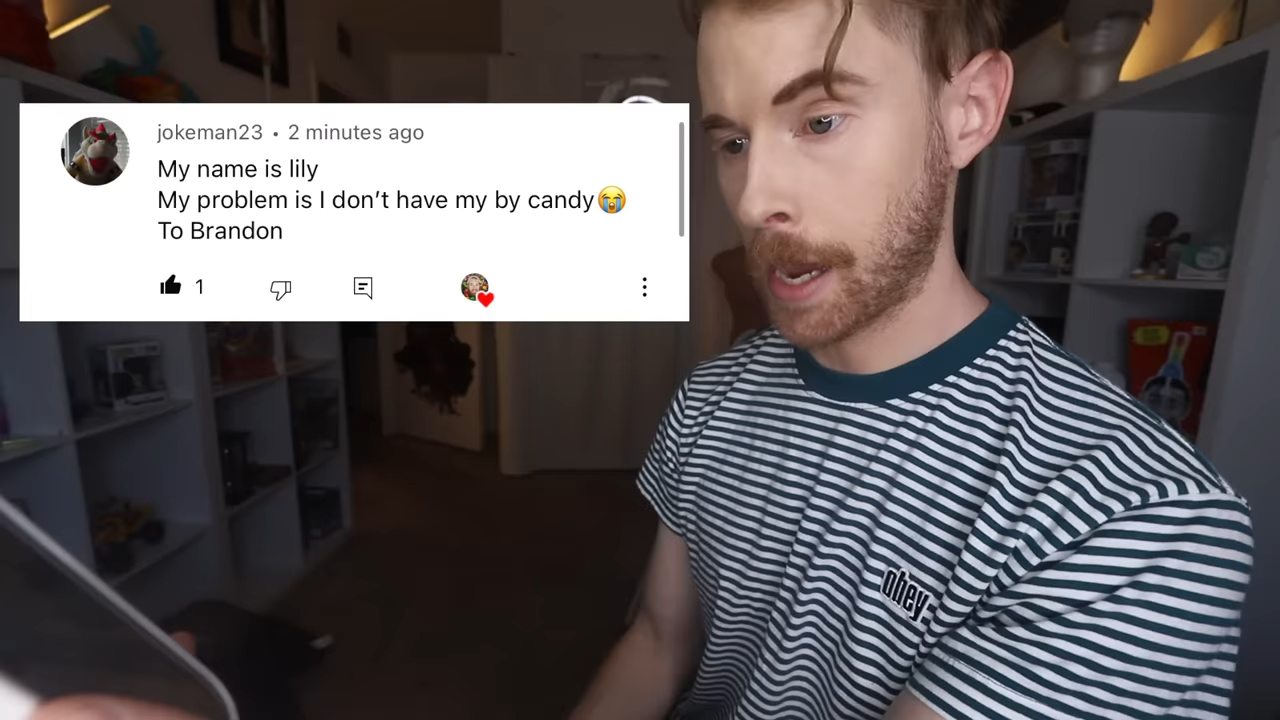 jokeman23 • 2 minutes ago
My name is lily
My problem is I don’t have my by candy😭
To Brandon
1
obey